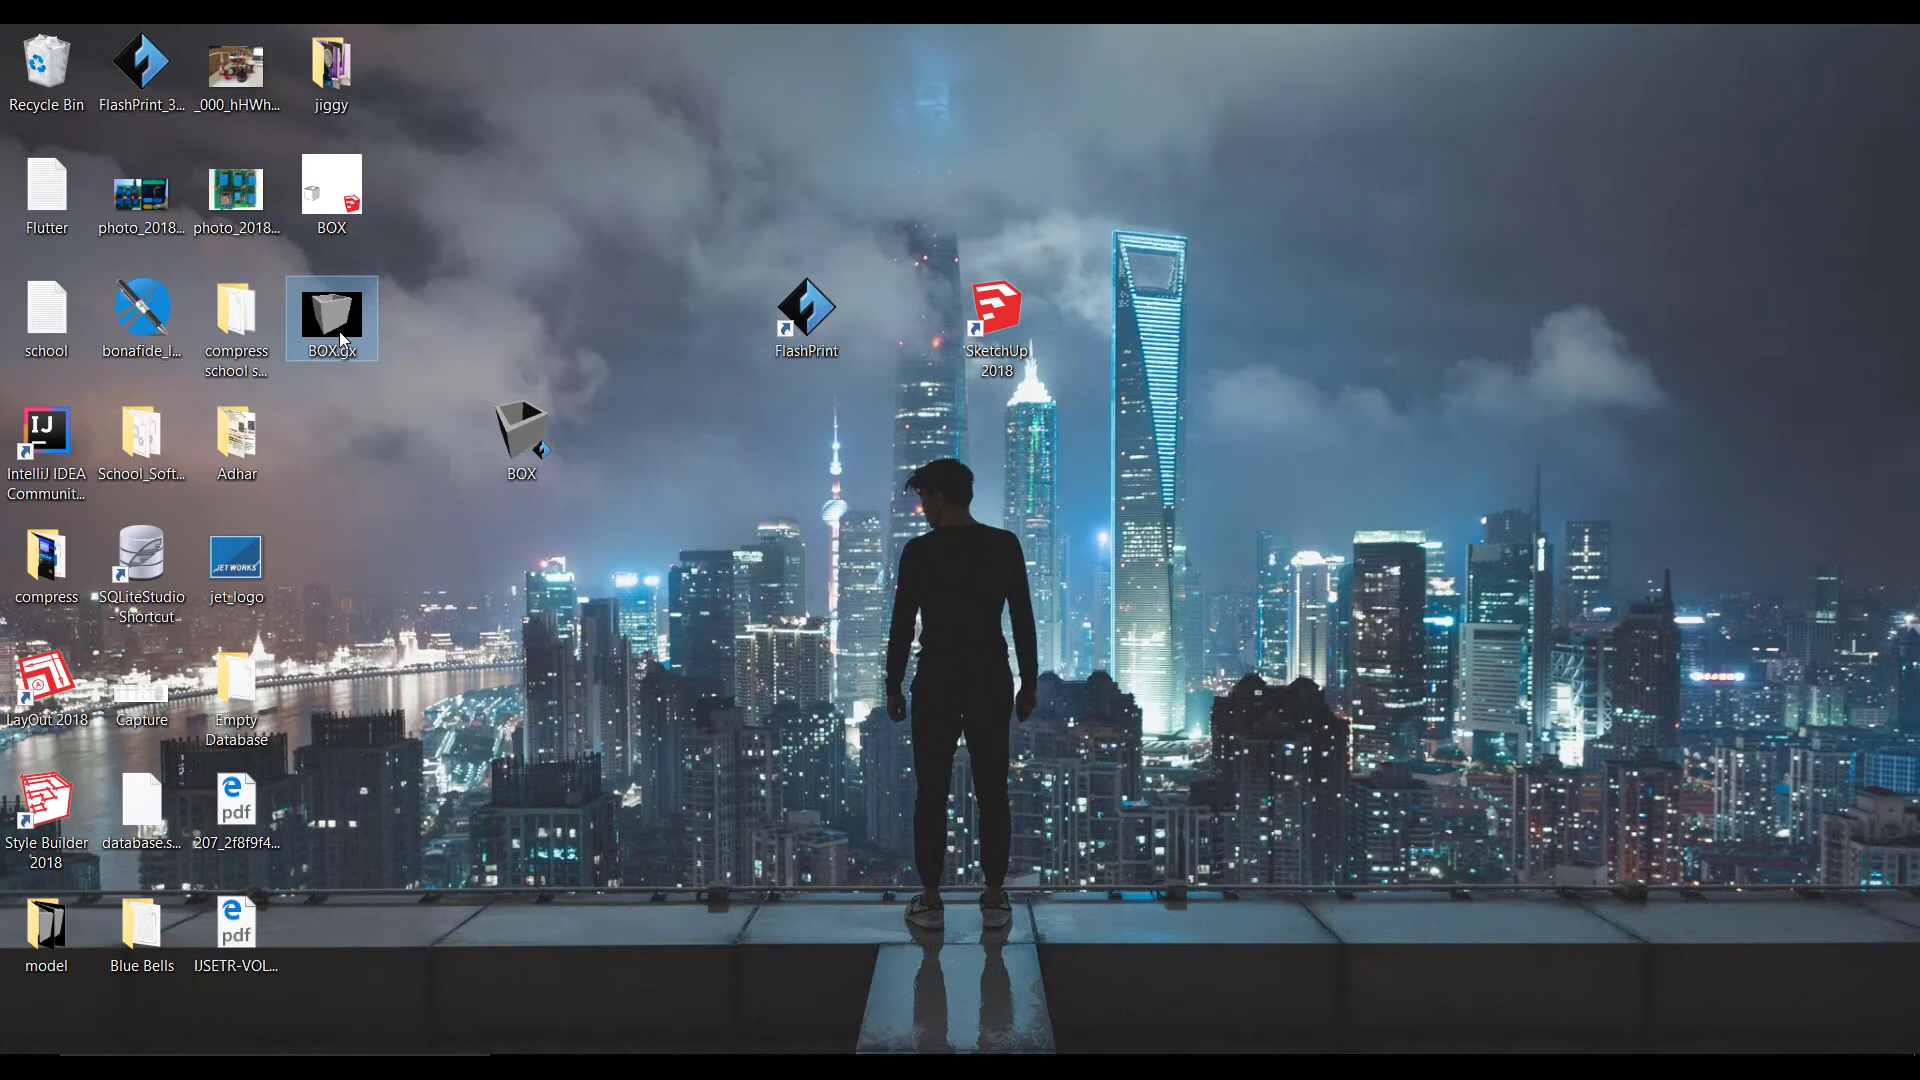 Recycle Bin
FlashPrint_3...
_000_hHWh...
jiggy
Flutter
photo_2018...
photo_2018...
BOX
school
bonafide_l...
compress
school s...
BOX.gx
FlashPrint
SketchUp
2018
IJ
IntelliJ IDEA
Communit...
School_Soft...
Adhar
BOX
compress
SQLiteStudio
- Shortcut
JET WORKS
jet_logo
LayOut 2018
Capture
Empty
Database
Style Builder
2018
database.s...
pdf
207_2f8f9f4...
model
Blue Bells
pdf
IJSETR-VOL...